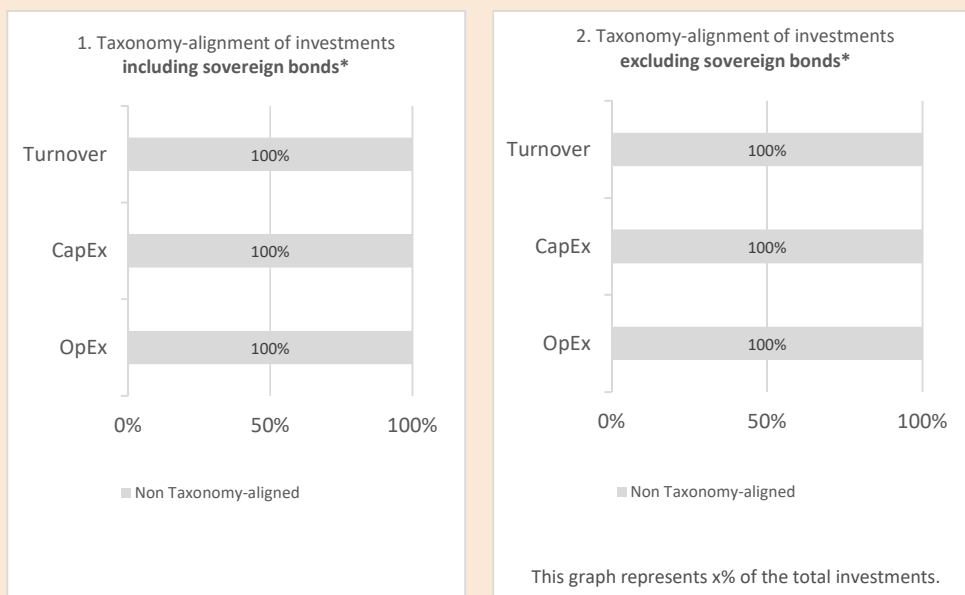 1. Taxonomy-alignment of investments
including sovereign bonds*
Turnover
100%
CapEx
100%
OpEx
100%
0%
50%
100%
Non Taxonomy-aligned
2. Taxonomy-alignment of investments
excluding sovereign bonds*
Turnover
100%
CapEx
100%
OpEx
100%
0%
50%
100%
Non Taxonomy-aligned
This graph represents x% of the total investments.